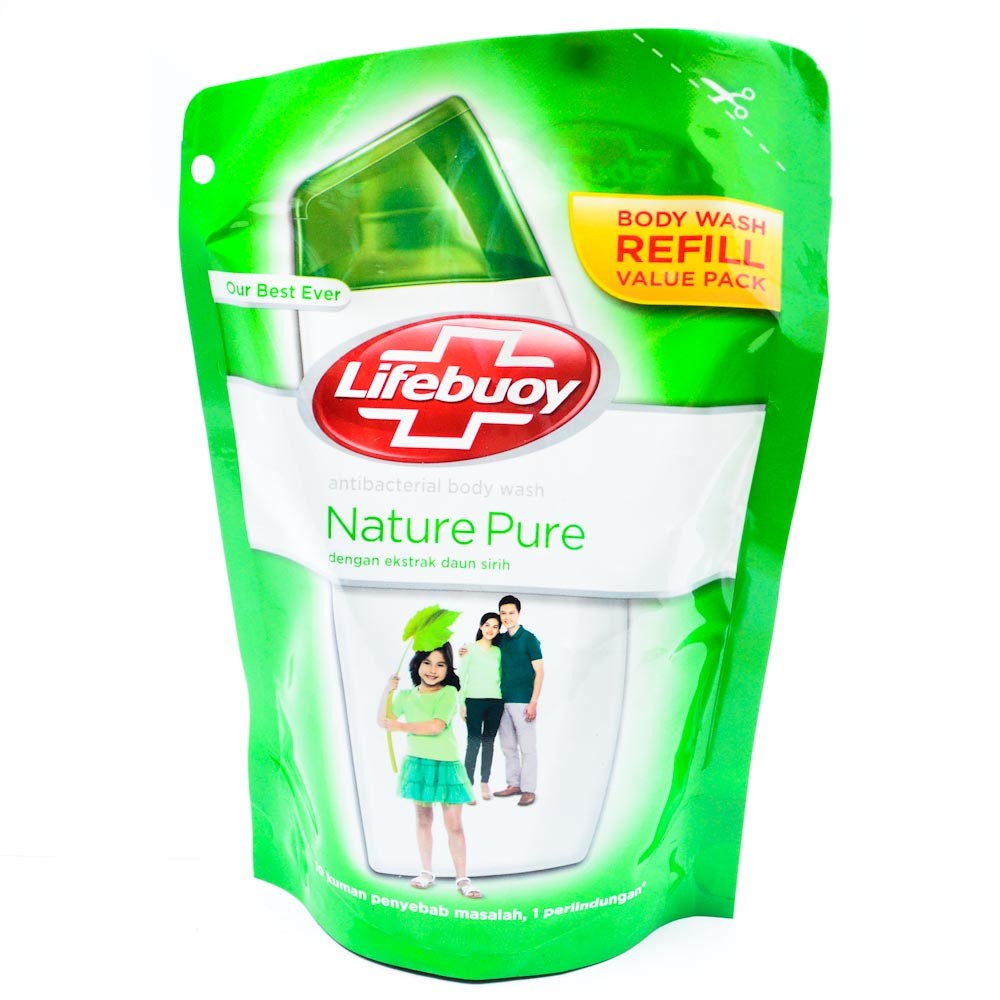 BODY WASH
REFILL
VALUE PACK
Our Best Ever
Lifebuoy
antibacterial body wash
Nature Pure
dengan ekstrak daun sirih
10 kuman penyebab masalah, 1 perlindungan*